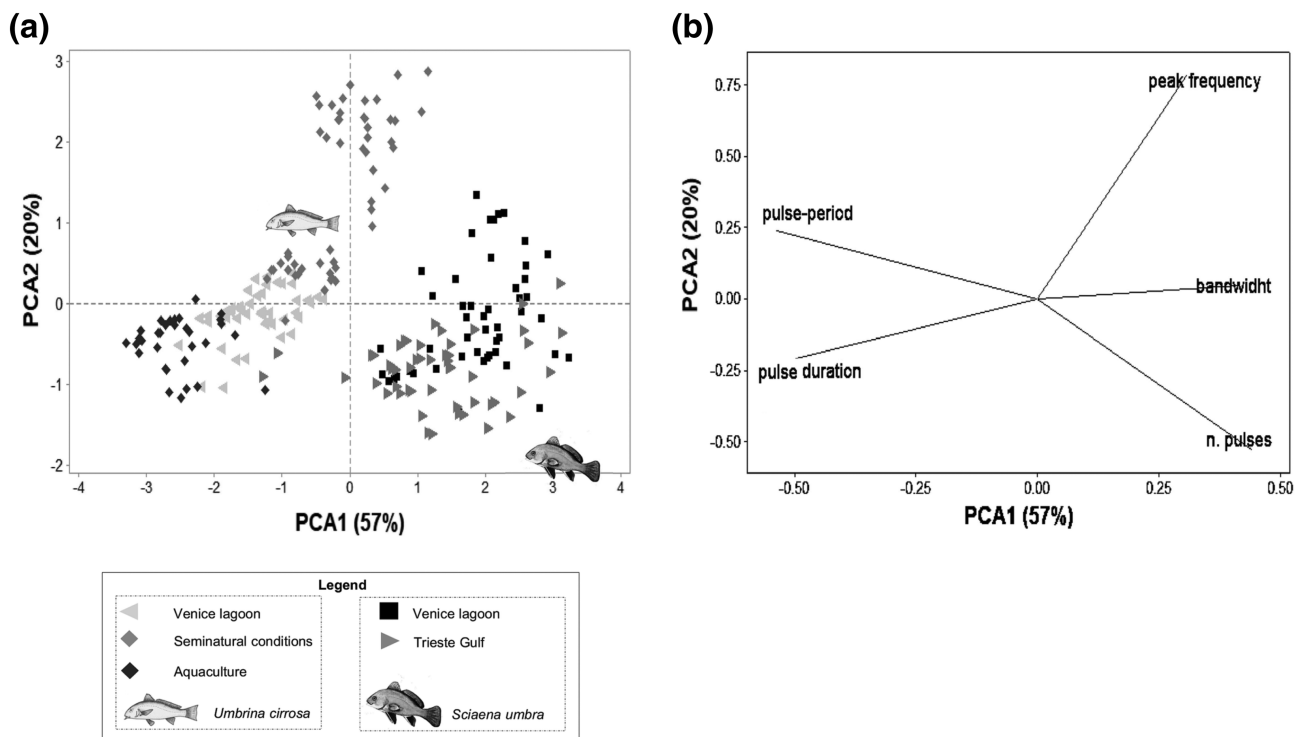 (a)
3
2
1
0
-1
-2
PCA2 (20%)
-4 -3 -2 -1 0 1 2 3 4
PCA1 (57%)
(b)
0.75
0.50
0.25
0.00
-0.25
-0.50
PCA2 (20%)
peak frequency
pulse-period
bandwidht
pulse duration
n. pulses
-0.50 -0.25 0.00 0.25 0.50
PCA1 (57%)
Legend
Venice lagoon
Seminatural conditions
Aquaculture
Umbrina cirrosa
Venice lagoon
Trieste Gulf
Sciaena umbra